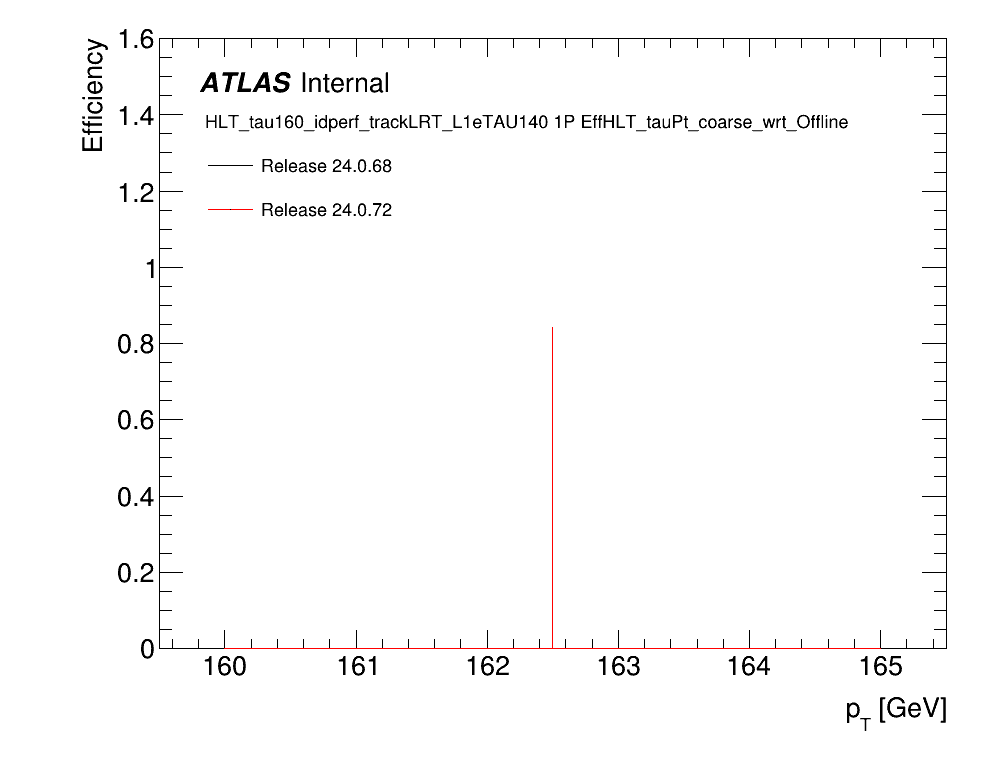 Efficiency
1.6
1.4
1.2
1
0.8
0.6
0.4
0.2
0
ATLAS Internal
HLT_tau160_idperf_trackLRT_L1eTAU140 1P EffHLT_tauPt_coarse_wrt_Offline
Release 24.0.68
Release 24.0.72
160 161 162 163 164 165
pT [GeV]